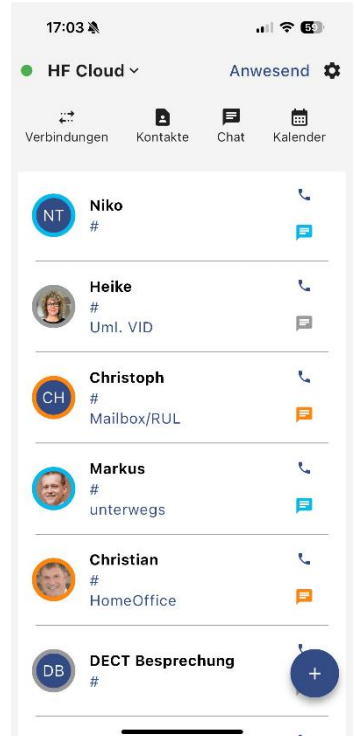 17:03
59
HF Cloud
Anwesend
Verbindungen Kontakte Chat Kalender
NT
Niko
#
Heike
#
Uml. VID
CH
Christoph
#
Mailbox/RUL
Markus
#
unterwegs
Christian
#
HomeOffice
DB
DECT Besprechung
#
+